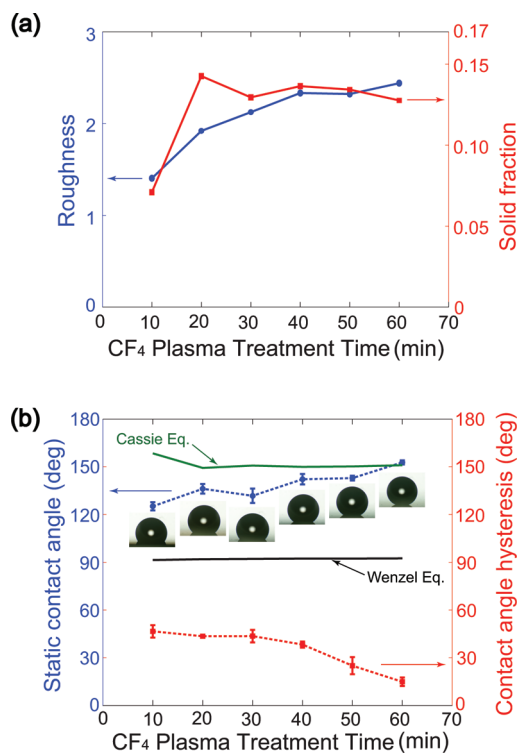 (a)
3
2
1
0
Roughness
0.17
0.15
0.10
0.05
0
Solid fraction
0 10 20 30 40 50 60 70
CF4 Plasma Treatment Time (min)
(b)
180
150
120
90
60
30
0
Static contact angle (deg)
Cassie Eq.
Wenzel Eq.
180
150
120
90
60
30
0
Contact angle hysteresis (deg)
0 10 20 30 40 50 60 70
CF4 Plasma Treatment Time (min)